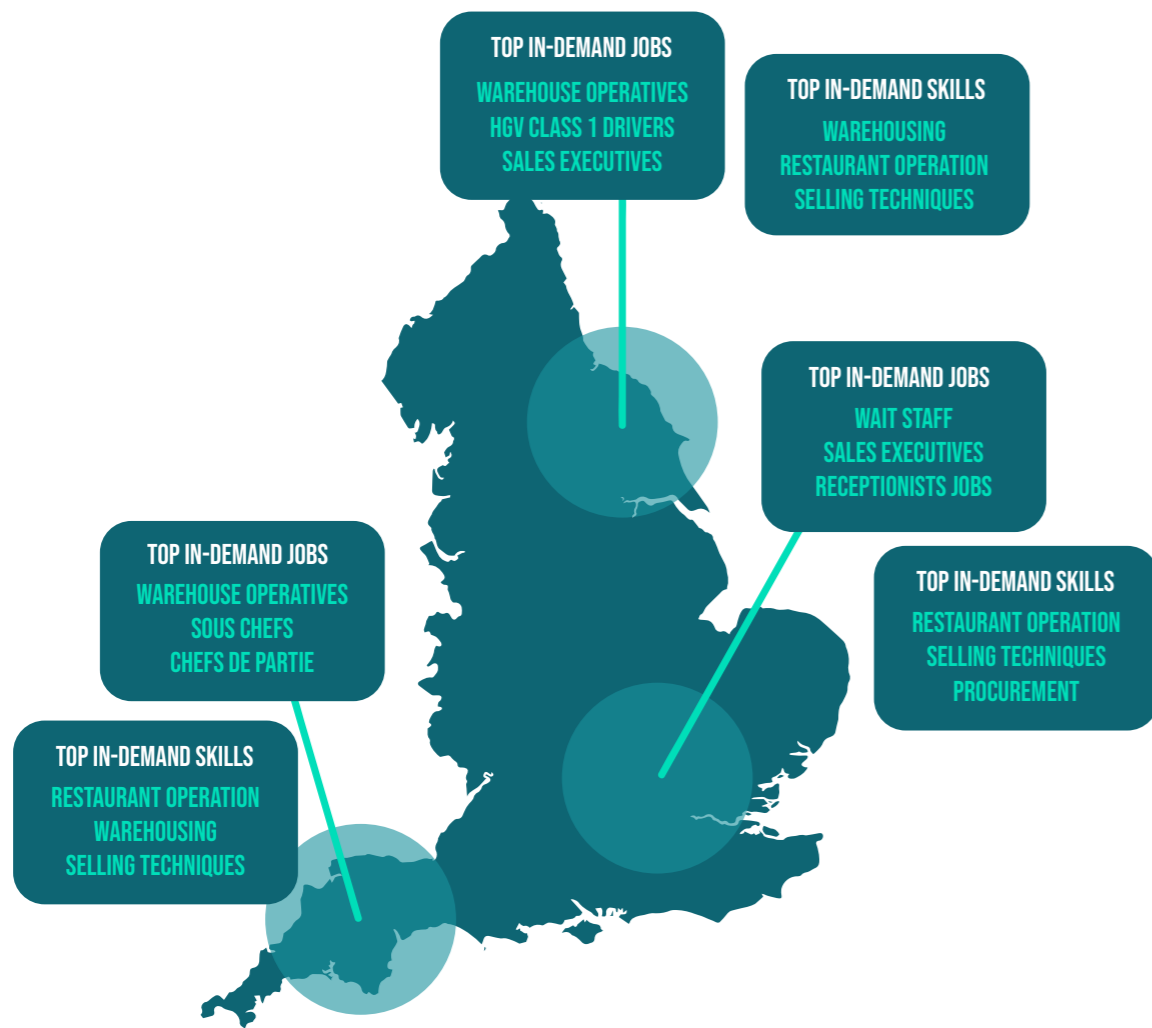 TOP IN-DEMAND JOBS
WAREHOUSE OPERATIVES
HGV CLASS 1 DRIVERS
SALES EXECUTIVES
TOP IN-DEMAND SKILLS
WAREHOUSING
RESTAURANT OPERATION
SELLING TECHNIQUES
TOP IN-DEMAND JOBS
WAIT STAFF
SALES EXECUTIVES
RECEPTIONISTS JOBS
TOP IN-DEMAND SKILLS
RESTAURANT OPERATION
SELLING TECHNIQUES
PROCUREMENT
TOP IN-DEMAND JOBS
WAREHOUSE OPERATIVES
SOUS CHEFS
CHEFS DE PARTIE
TOP IN-DEMAND SKILLS
RESTAURANT OPERATION
WAREHOUSING
SELLING TECHNIQUES